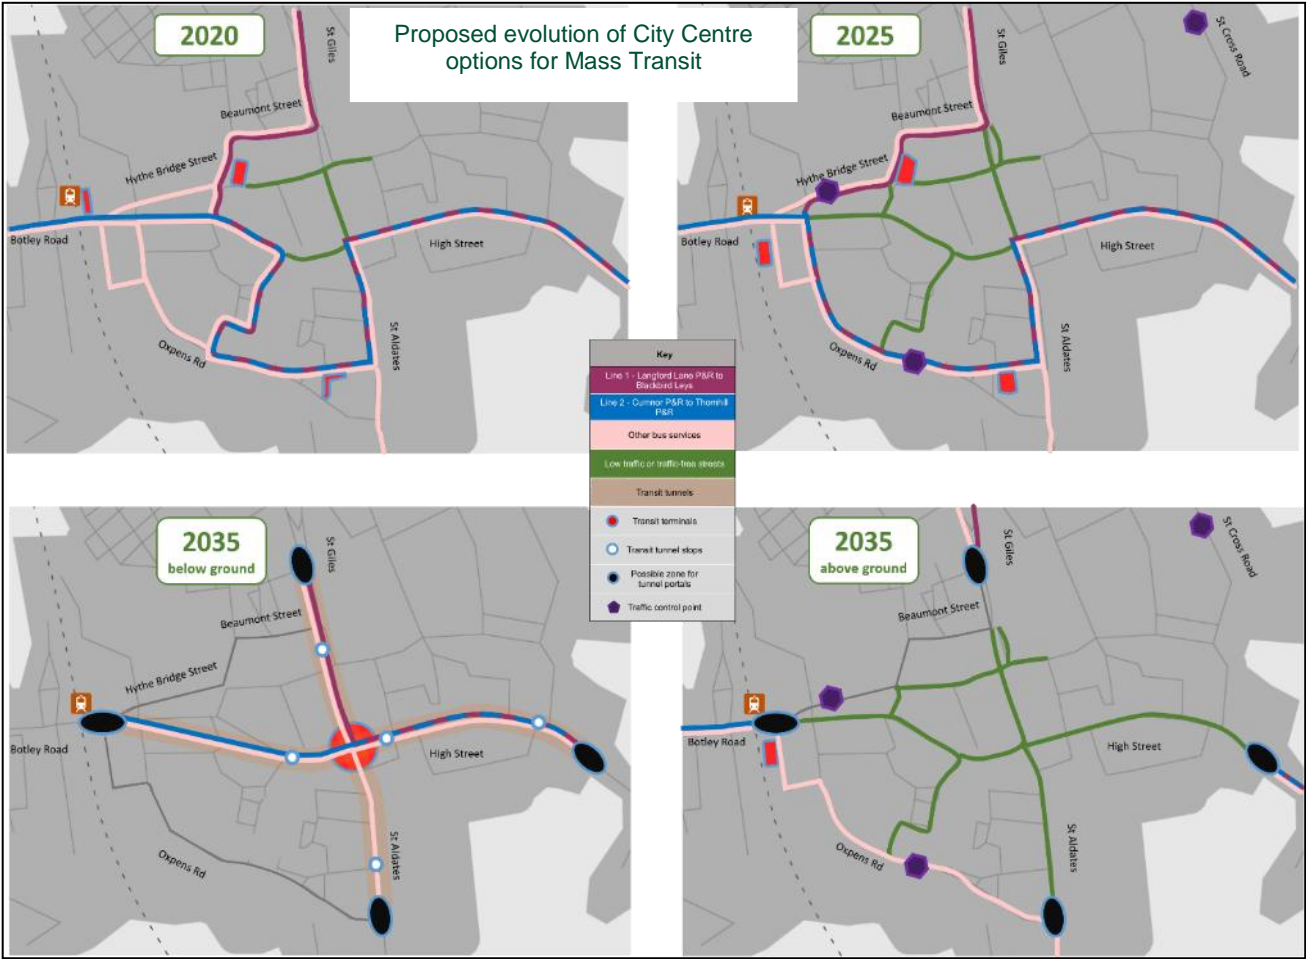 Proposed evolution of City Centre
options for Mass Transit
2020
St Giles
Beaumont Street
Hythe Bridge Street
Botley Road
High Street
Oxpens Rd
St Aldates
2025
St Giles
St Cross Road
Beaumont Street
Hythe Bridge Street
Botley Road
High Street
Oxpens Rd
St Aldates
Key
Line 1 - Langford Lane P&R to
Blackbird Leys
Line 2 - Cumnor P&R to Thornhill
P&R
Other bus services
Low traffic or traffic-free streets
Transit tunnels
Transit terminals
Transit tunnel stops
Possible zone for
tunnel portals
Traffic control point
2035
below ground
St Giles
Beaumont Street
Hythe Bridge Street
Botley Road
High Street
Oxpens Rd
St Aldates
2035
above ground
St Giles
St Cross Road
Beaumont Street
Botley Road
High Street
Oxpens Rd
St Aldates